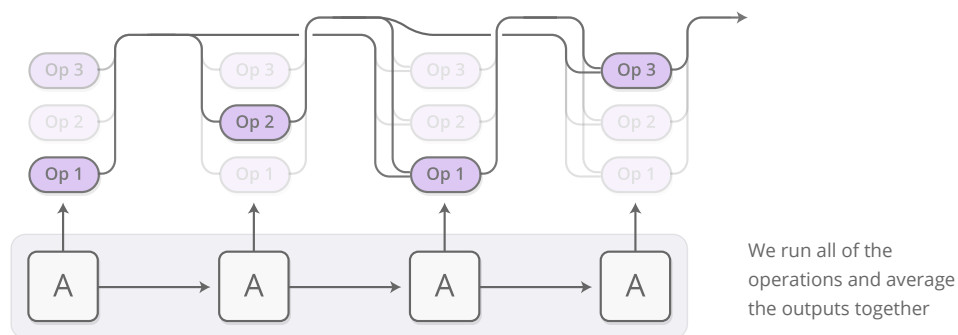 Op 3 Op 3 Op 3 Op 3
Op 2 Op 2 Op 2 Op 2
Op 1 Op 1 Op 1 Op 1
A A A A
We run all of the
operations and average
the outputs together